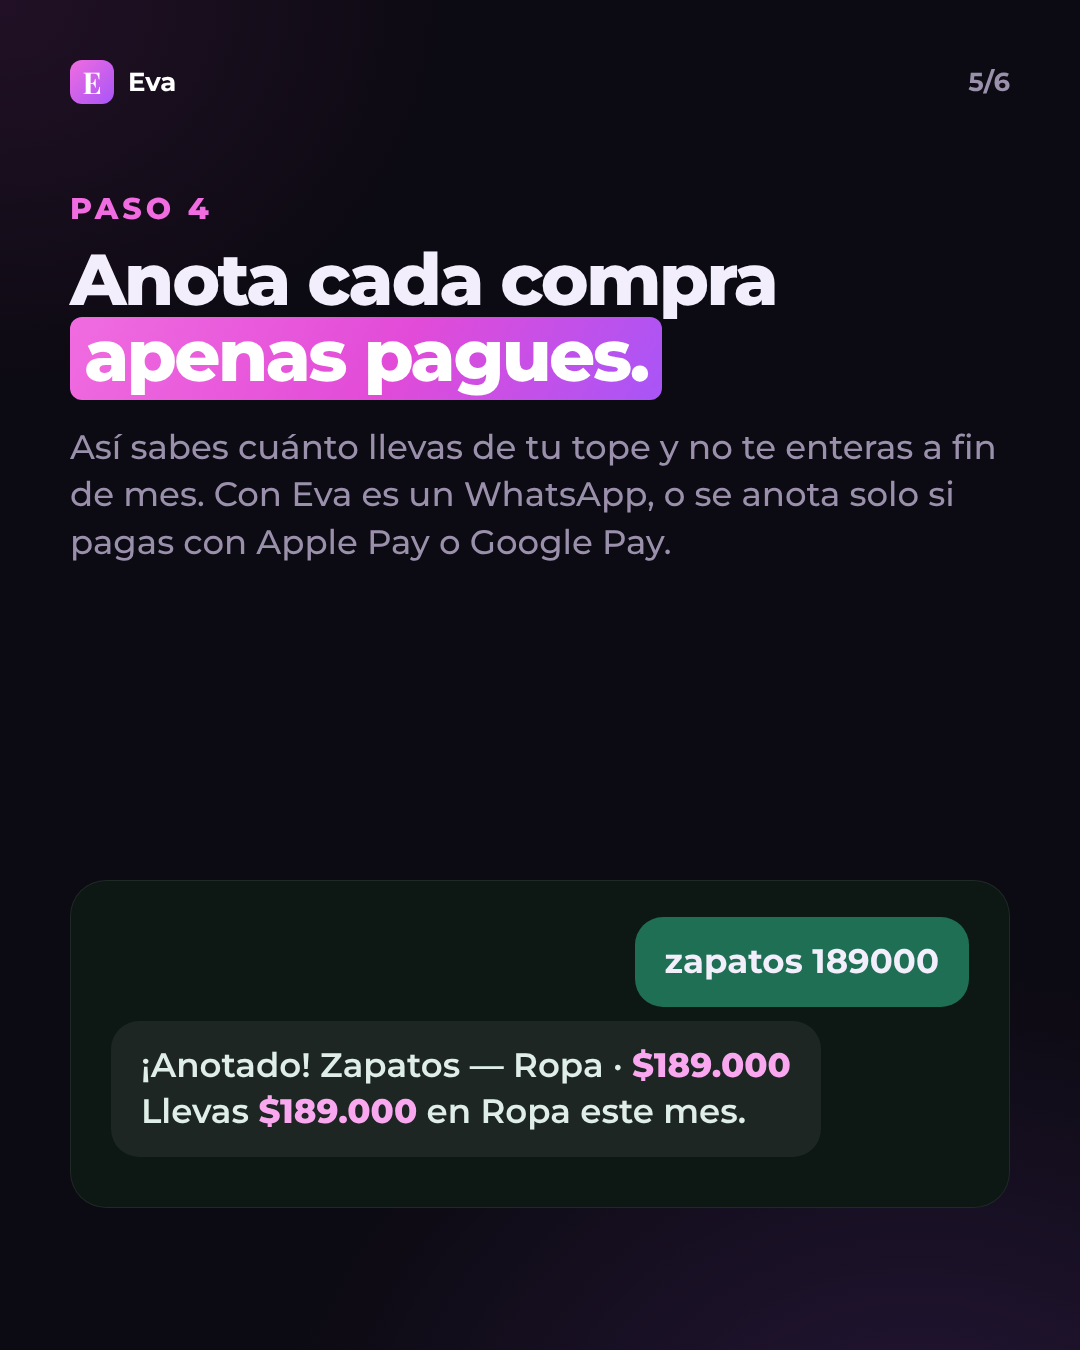 E Eva
5/6
PASO 4
Anota cada compra
apenas pagues.
Así sabes cuánto llevas de tu tope y no te enteras a fin
de mes. Con Eva es un WhatsApp, o se anota solo si
pagas con Apple Pay o Google Pay.
zapatos 189000
¡Anotado! Zapatos — Ropa · $189.000
Llevas $189.000 en Ropa este mes.